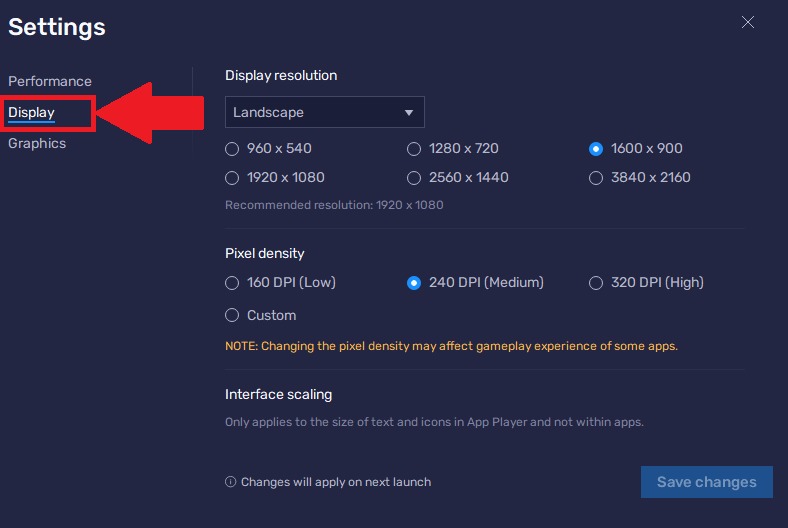 Settings
Performance
Display
Graphics
Display resolution
Landscape
960 x 540
1280 x 720
1600 x 900
1920 x 1080
2560 x 1440
3840 x 2160
Recommended resolution: 1920 x 1080
Pixel density
160 DPI (Low)
240 DPI (Medium)
320 DPI (High)
Custom
NOTE: Changing the pixel density may affect gameplay experience of some apps.
Interface scaling
Only applies to the size of text and icons in App Player and not within apps.
Changes will apply on next launch
Save changes